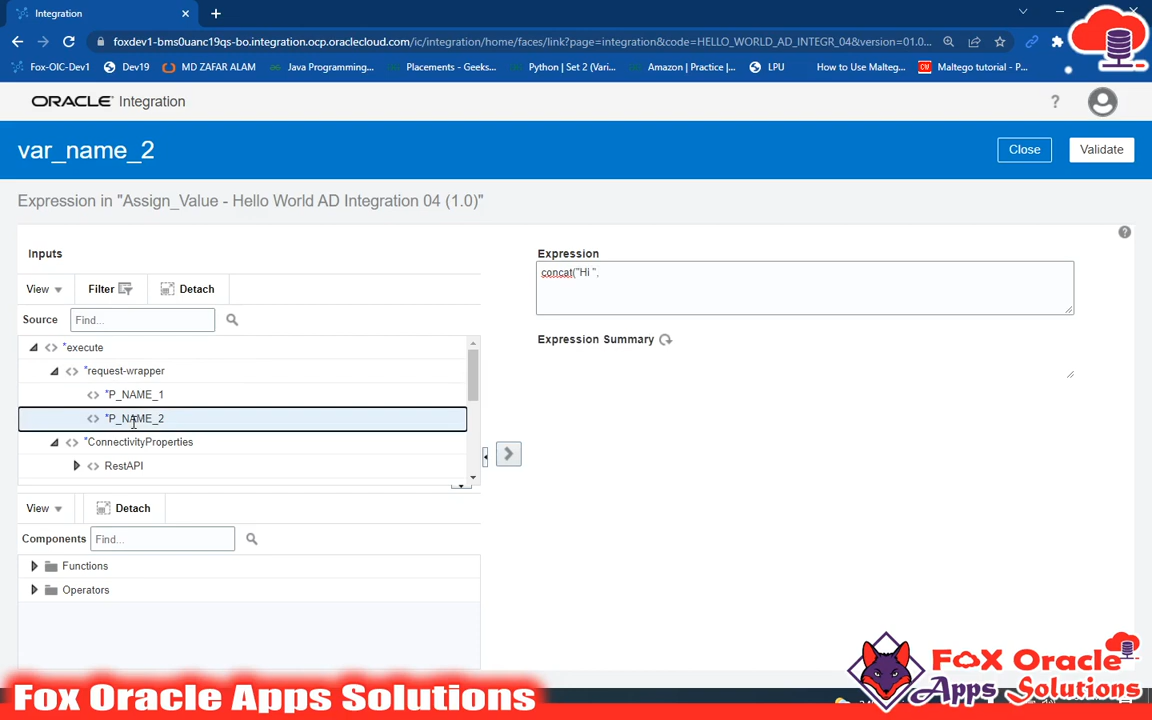 Integration
foxdev1-bms0uanc19qs-bo.integration.ocp.oraclecloud.com/ic/integration/home/faces/link?page=integration&code=HELLO_WORLD_AD_INTEGR_04&version=01.0...
Fox-OIC-Dev1 Dev19 MD ZAFAR ALAM Java Programming... Placements - Geeks... Python | Set 2 (Vari... Amazon | Practice |... LPU How to Use Malteg... Maltego tutorial - P...
ORACLE Integration
var_name_2
Close
Validate
Expression in "Assign_Value - Hello World AD Integration 04 (1.0)"
Inputs
View Filter Detach
Source Find...
*execute
*request-wrapper
*P_NAME_1
*P_NAME_2
*ConnectivityProperties
RestAPI
View Detach
Components Find...
Functions
Operators
Expression
concat("Hi ",
Expression Summary
FoX Oracle
Apps Solutions
Fox Oracle Apps Solutions